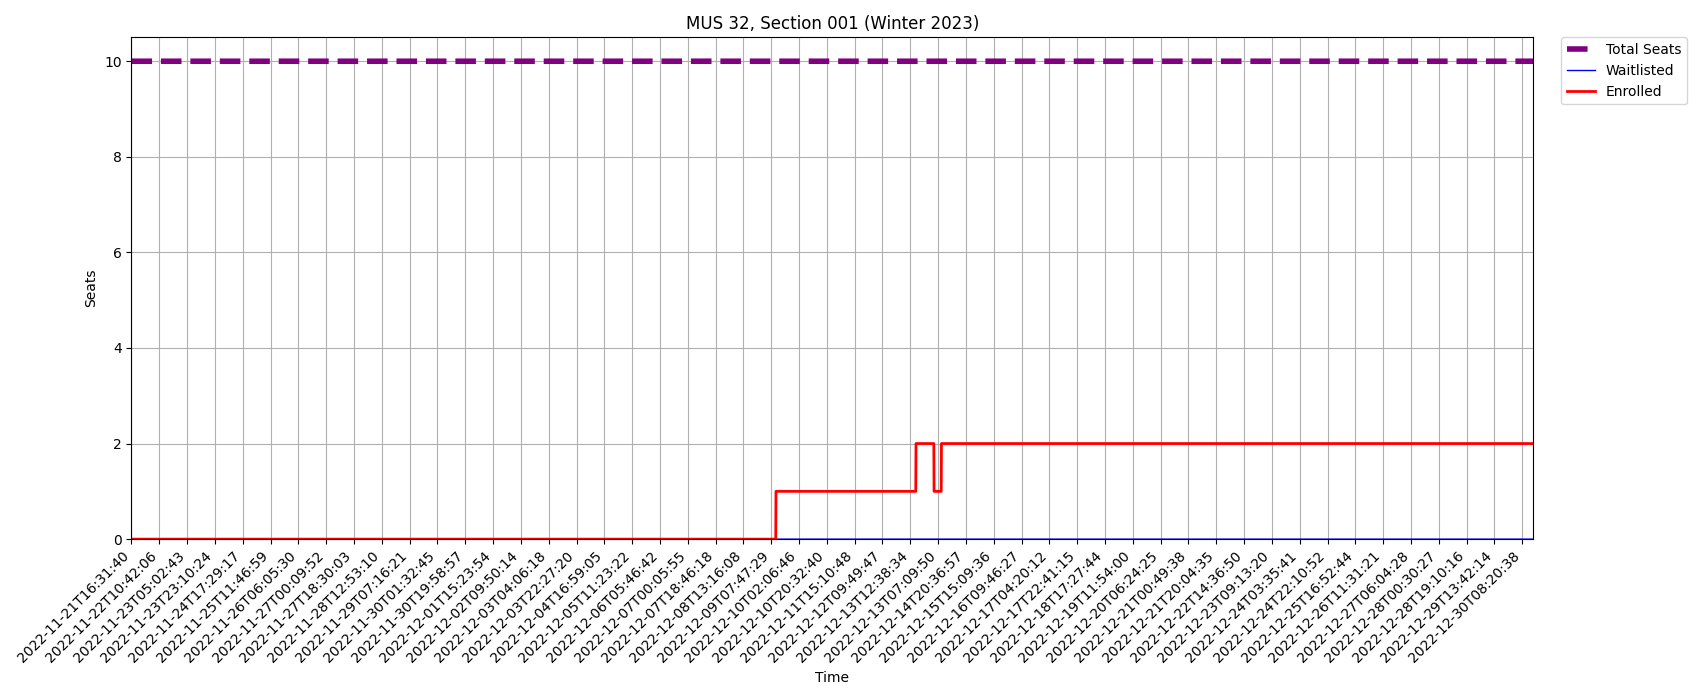 MUS 32, Section 001 (Winter 2023)
Total Seats
Waitlisted
Enrolled
10
8
6
4
2
0
Seats
2022-11-21T16:31:40
2022-11-22T10:42:06
2022-11-23T05:02:43
2022-11-23T23:10:24
2022-11-24T17:29:17
2022-11-25T11:46:59
2022-11-26T06:05:30
2022-11-27T00:09:52
2022-11-27T18:30:03
2022-11-28T12:53:10
2022-11-29T07:16:21
2022-11-30T01:32:45
2022-11-30T19:58:57
2022-12-01T15:23:54
2022-12-02T09:50:14
2022-12-03T04:06:18
2022-12-03T22:27:20
2022-12-04T16:59:05
2022-12-05T11:23:22
2022-12-06T05:46:42
2022-12-07T00:05:55
2022-12-07T18:46:18
2022-12-08T13:16:08
2022-12-09T07:47:29
2022-12-10T02:06:46
2022-12-10T20:32:40
2022-12-11T15:10:48
2022-12-12T09:49:47
2022-12-13T12:38:34
2022-12-13T07:09:50
2022-12-14T20:36:57
2022-12-15T15:09:36
2022-12-16T09:46:27
2022-12-17T04:20:12
2022-12-17T22:41:15
2022-12-18T17:27:44
2022-12-19T11:54:00
2022-12-20T06:24:25
2022-12-21T00:49:38
2022-12-21T20:04:35
2022-12-22T14:36:50
2022-12-23T09:13:20
2022-12-24T03:35:41
2022-12-24T22:10:52
2022-12-25T16:52:44
2022-12-26T11:31:21
2022-12-27T06:04:28
2022-12-28T00:30:27
2022-12-28T19:10:16
2022-12-29T13:42:14
2022-12-30T08:20:38
Time